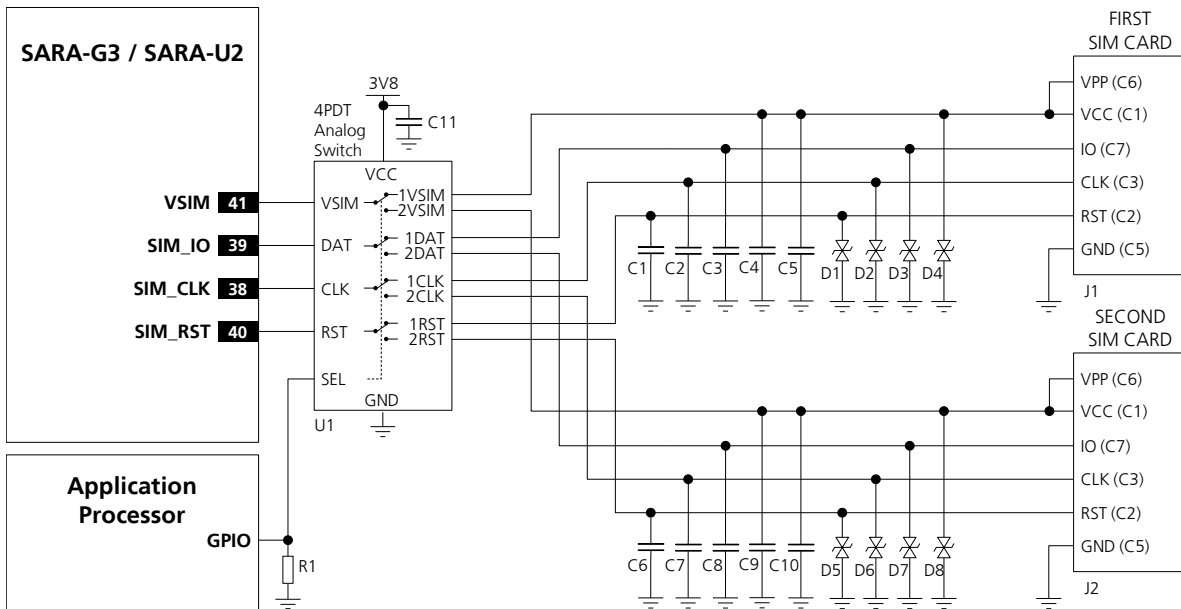 SARA-G3 / SARA-U2
VSIM 41
SIM_IO 39
SIM_CLK 38
SIM_RST 40
Application
Processor
GPIO
R1
3V8
C11
4PDT
Analog
Switch
VCC
VSIM
1VSIM
2VSIM
DAT
1DAT
2DAT
CLK
1CLK
2CLK
RST
1RST
2RST
SEL
GND
U1
FIRST
SIM CARD
VPP (C6)
VCC (C1)
IO (C7)
CLK (C3)
RST (C2)
GND (C5)
J1
C1 C2 C3 C4 C5 D1 D2 D3 D4
SECOND
SIM CARD
VPP (C6)
VCC (C1)
IO (C7)
CLK (C3)
RST (C2)
GND (C5)
J2
C6 C7 C8 C9 C10 D5 D6 D7 D8